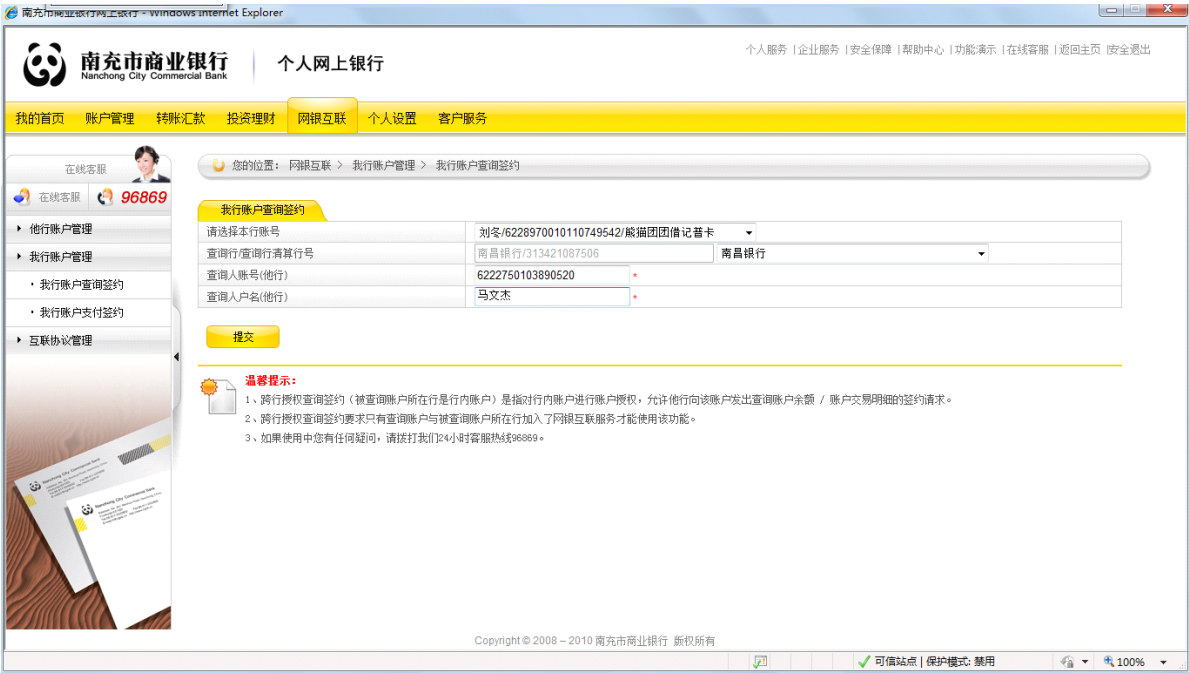 南充市商业银行网上银行 - Windows Internet Explorer
南充市商业银行
Nanchong City Commercial Bank
个人网上银行
个人服务 | 企业服务 | 安全保障 | 帮助中心 | 功能演示 | 在线客服 | 返回主页 | 安全退出
我的首页 账户管理 转账汇款 投资理财 网银互联 个人设置 客户服务
在线客服
在线客服 96869
他行账户管理
我行账户管理
· 我行账户查询签约
· 我行账户支付签约
互联协议管理
您的位置： 网银互联 > 我行账户管理 > 我行账户查询签约
我行账户查询签约
请选择本行账号 刘冬/6228970010110749542/熊猫团团借记普卡
查询行/查询行清算行号 南昌银行/313421087506 南昌银行
查询人账号(他行) 6222750103890520 *
查询人户名(他行) 马文杰 *
提交
温馨提示：
1、跨行授权查询签约（被查询账户所在行是行内账户）是指对行内账户进行账户授权，允许他行向该账户发出查询账户余额 / 账户交易明细的签约请求。
2、跨行授权查询签约要求只有查询账户与被查询账户所在行加入了网银互联服务才能使用该功能。
3、如果使用中您有任何疑问，请拨打我们24小时客服热线96869。
Nanchong City Commercial Bank
Nanchong City Commercial Bank
Copyright © 2008 – 2010 南充市商业银行 版权所有
可信站点 | 保护模式: 禁用
100%